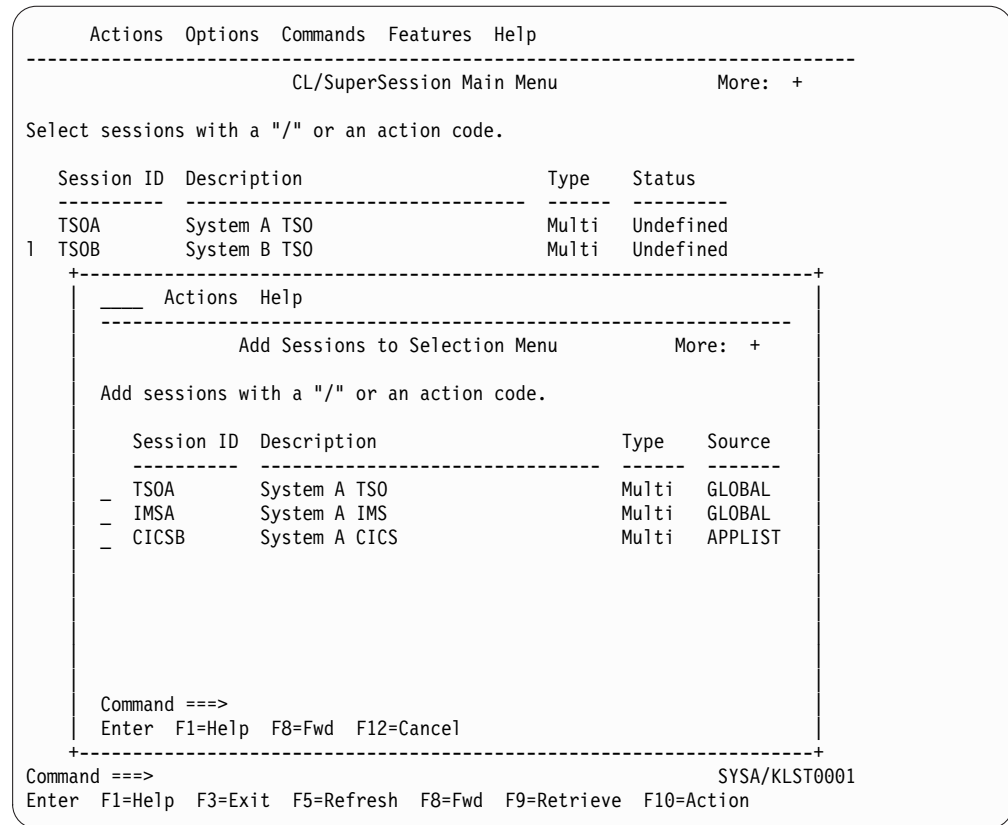 Actions  Options  Commands  Features  Help
------------------------------------------------------------------------------
CL/SuperSession Main Menu               More:  +
Select sessions with a "/" or an action code.
Session ID  Description                       Type    Status
----------  --------------------------------  ------  ---------
TSOA        System A TSO                      Multi   Undefined
l  TSOB        System B TSO                      Multi   Undefined
+---------------------------------------------------------------------+
____  Actions  Help
-----------------------------------------------------------------
Add Sessions to Selection Menu           More:  +
Add sessions with a "/" or an action code.
Session ID  Description                       Type    Source
----------  --------------------------------  ------  -------
_  TSOA        System A TSO                      Multi   GLOBAL
_  IMSA        System A IMS                      Multi   GLOBAL
_  CICSB       System A CICS                     Multi   APPLIST
Command ===>
Enter  F1=Help  F8=Fwd  F12=Cancel
+---------------------------------------------------------------------+
Command ===>                                                     SYSA/KLST0001
Enter  F1=Help  F3=Exit  F5=Refresh  F8=Fwd  F9=Retrieve  F10=Action